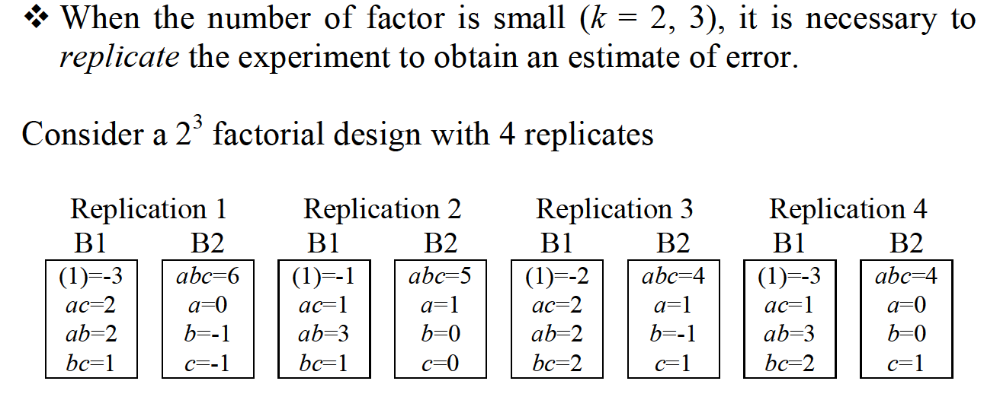 ❖ When the number of factor is small (k = 2, 3), it is necessary to
replicate the experiment to obtain an estimate of error.
Consider a 2³ factorial design with 4 replicates
Replication 1 Replication 2 Replication 3 Replication 4
B1 B2 B1 B2 B1 B2 B1 B2
(1)=-3 abc=6 (1)=-1 abc=5 (1)=-2 abc=4 (1)=-3 abc=4
ac=2 a=0 ac=1 a=1 ac=2 a=1 ac=1 a=0
ab=2 b=-1 ab=3 b=0 ab=2 b=-1 ab=3 b=0
bc=1 c=-1 bc=1 c=0 bc=2 c=1 bc=2 c=1